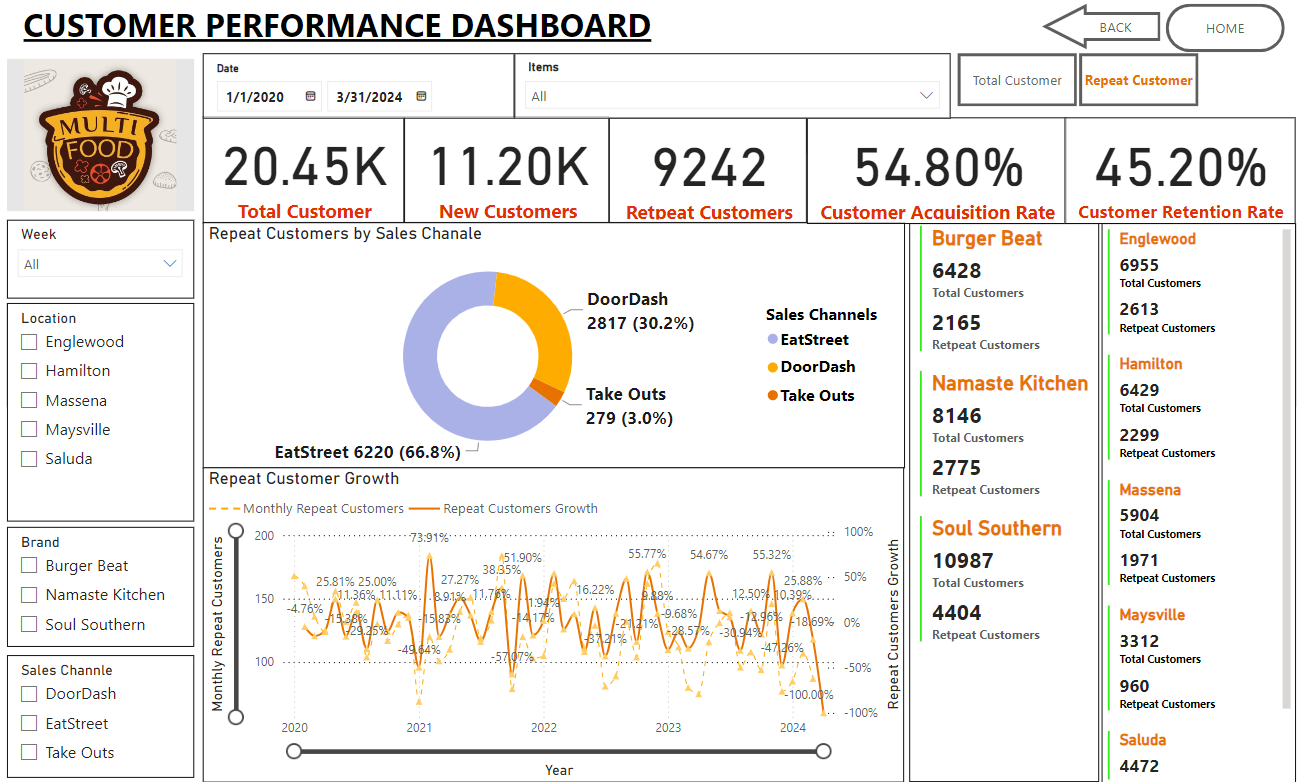 CUSTOMER PERFORMANCE DASHBOARD
BACK
HOME
MULTI
FOOD
Date
1/1/2020
3/31/2024
Items
All
Total Customer
Repeat Customer
20.45K
Total Customer
11.20K
New Customers
9242
Retpeat Customers
54.80%
Customer Acquisition Rate
45.20%
Customer Retention Rate
Week
All
Location
Englewood
Hamilton
Massena
Maysville
Saluda
Brand
Burger Beat
Namaste Kitchen
Soul Southern
Sales Channle
DoorDash
EatStreet
Take Outs
Repeat Customers by Sales Chanale
DoorDash
2817 (30.2%)
Take Outs
279 (3.0%)
EatStreet 6220 (66.8%)
Sales Channels
EatStreet
DoorDash
Take Outs
Repeat Customer Growth
Monthly Repeat Customers
Repeat Customers Growth
Monthly Repeat Customers
200
150
100
-4.76%
25.81%
-15.38%
11.36%
-29.25%
25.00%
11.11%
-49.64%
73.91%
-15.83%
8.91%
27.27%
11.76%
38.35%
-57.07%
51.90%
-14.17%
1.94%
16.22%
-37.21%
-21.21%
55.77%
9.88%
-9.68%
-28.57%
54.67%
-30.94%
12.50%
-12.96%
55.32%
-47.26%
10.39%
25.88%
-18.69%
-100.00%
100%
50%
0%
-50%
-100%
Repeat Customers Growth
2020
2021
2022
2023
2024
Year
Burger Beat
6428
Total Customers
2165
Retpeat Customers
Namaste Kitchen
8146
Total Customers
2775
Retpeat Customers
Soul Southern
10987
Total Customers
4404
Retpeat Customers
Englewood
6955
Total Customers
2613
Retpeat Customers
Hamilton
6429
Total Customers
2299
Retpeat Customers
Massena
5904
Total Customers
1971
Retpeat Customers
Maysville
3312
Total Customers
960
Retpeat Customers
Saluda
4472